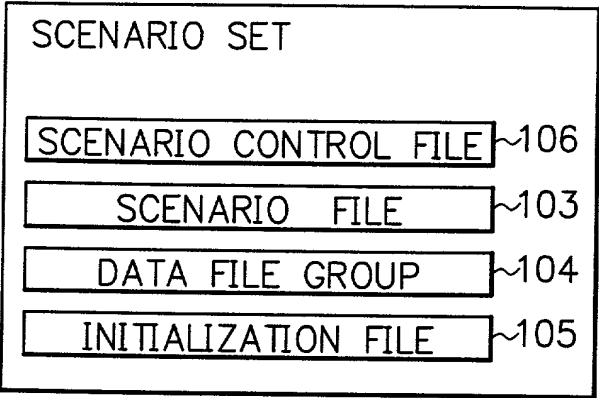 SCENARIO SET
SCENARIO CONTROL FILE 106
SCENARIO FILE 103
DATA FILE GROUP 104
INITIALIZATION FILE 105